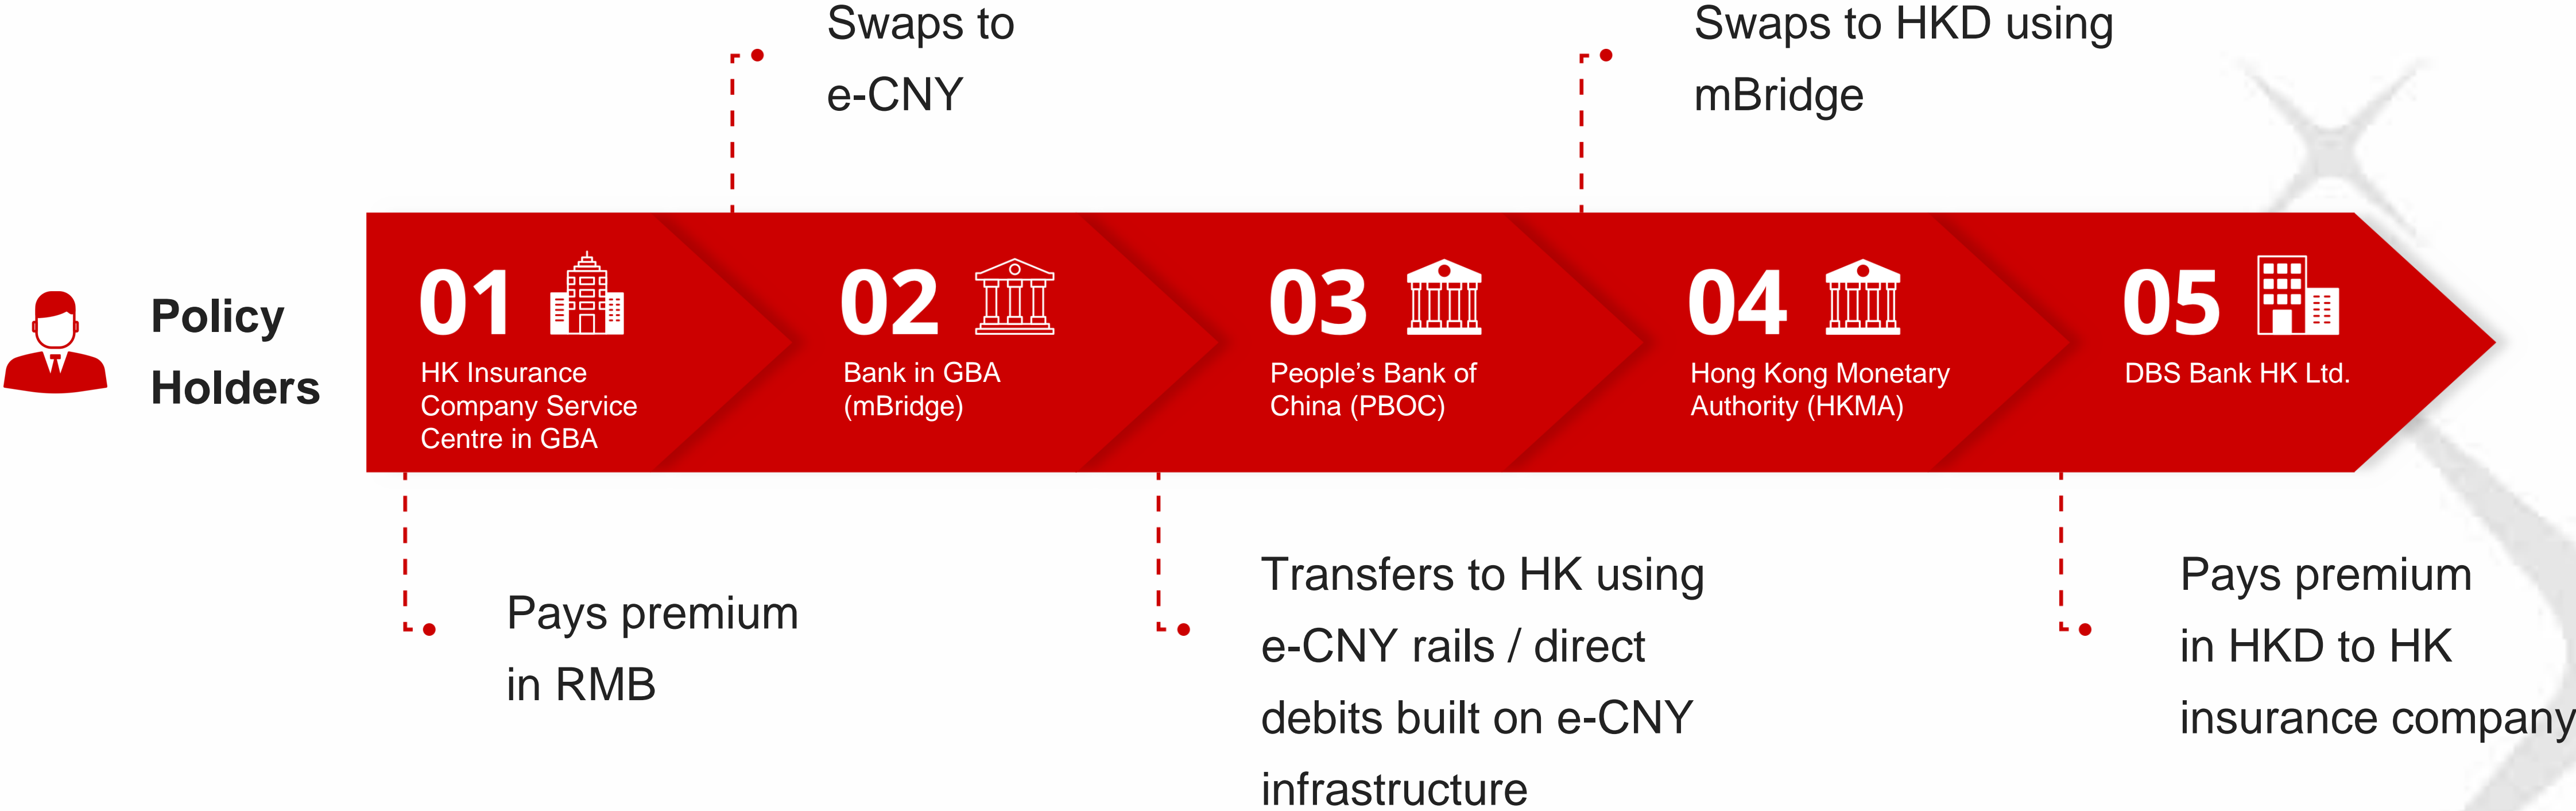 Swaps to
e-CNY
Swaps to HKD using
mBridge
Policy
Holders
01
HK Insurance
Company Service
Centre in GBA
02
Bank in GBA
(mBridge)
03
People’s Bank of
China (PBOC)
04
Hong Kong Monetary
Authority (HKMA)
05
DBS Bank HK Ltd.
Pays premium
in RMB
Transfers to HK using
e-CNY rails / direct
debits built on e-CNY
infrastructure
Pays premium
in HKD to HK
insurance company